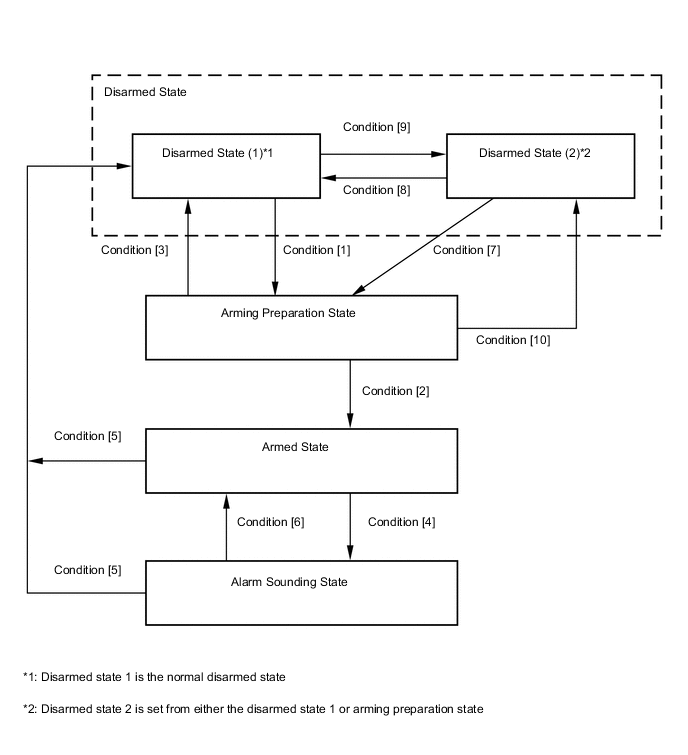 Disarmed State
Condition [9]
Disarmed State (1)*1
Disarmed State (2)*2
Condition [8]
Condition [3]
Condition [1]
Condition [7]
Arming Preparation State
Condition [10]
Condition [2]
Condition [5]
Armed State
Condition [6]
Condition [4]
Condition [5]
Alarm Sounding State
*1: Disarmed state 1 is the normal disarmed state
*2: Disarmed state 2 is set from either the disarmed state 1 or arming preparation state